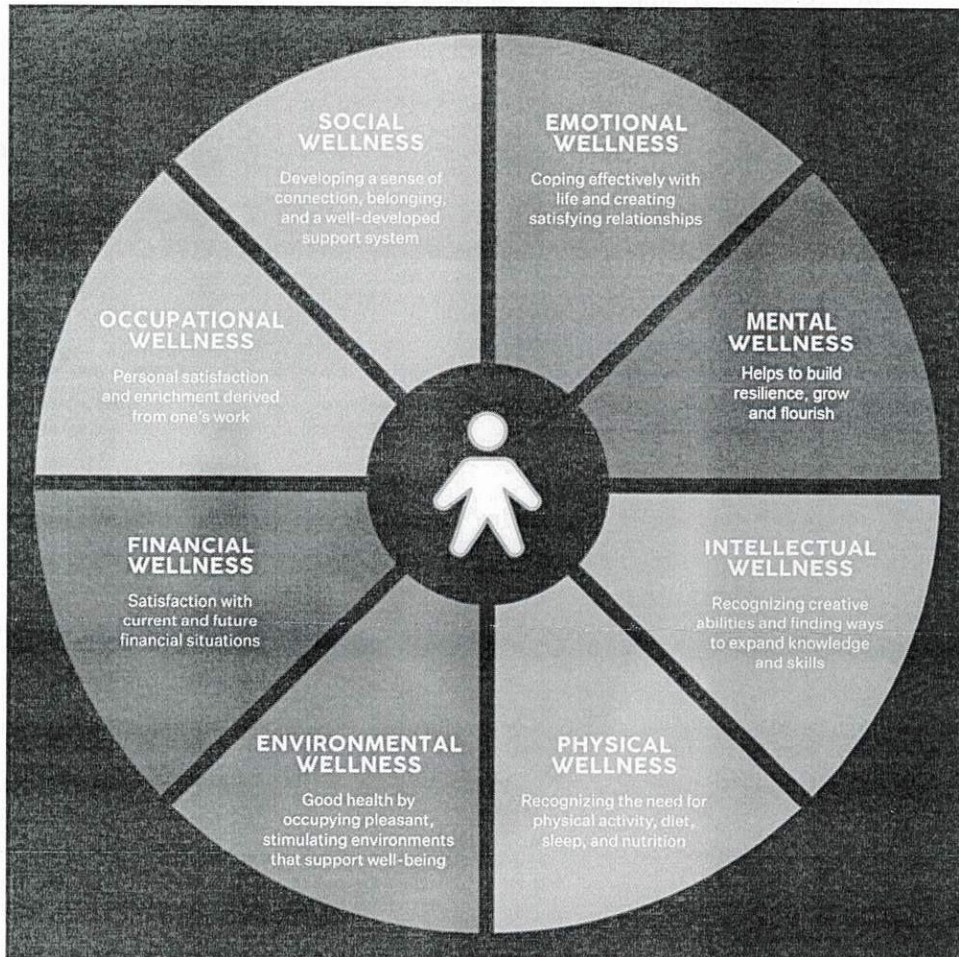 SOCIAL
WELLNESS
Developing a sense of
connection, belonging,
and a well-developed
support system
EMOTIONAL
WELLNESS
Coping effectively with
life and creating
satisfying relationships
MENTAL
WELLNESS
Helps to build
resilience, grow
and flourish
INTELLECTUAL
WELLNESS
Recognizing creative
abilities and finding ways
to expand knowledge
and skills
PHYSICAL
WELLNESS
Recognizing the need for
physical activity, diet,
sleep, and nutrition
ENVIRONMENTAL
WELLNESS
Good health by
occupying pleasant,
stimulating environments
that support well-being
FINANCIAL
WELLNESS
Satisfaction with
current and future
financial situations
OCCUPATIONAL
WELLNESS
Personal satisfaction
and enrichment derived
from one's work